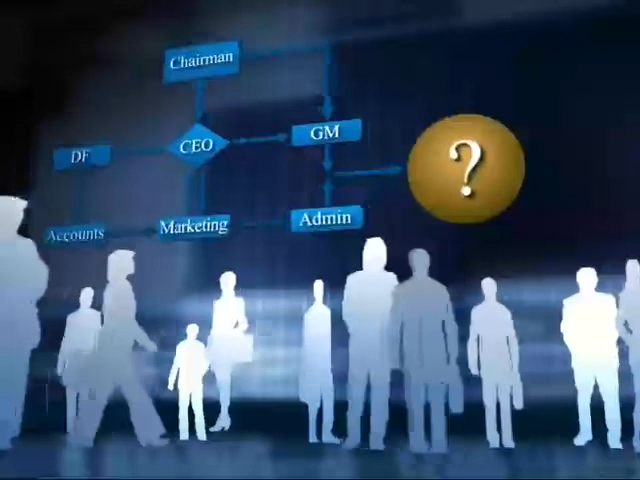 Chairman
CEO
GM
DF
?
Accounts
Marketing
Admin